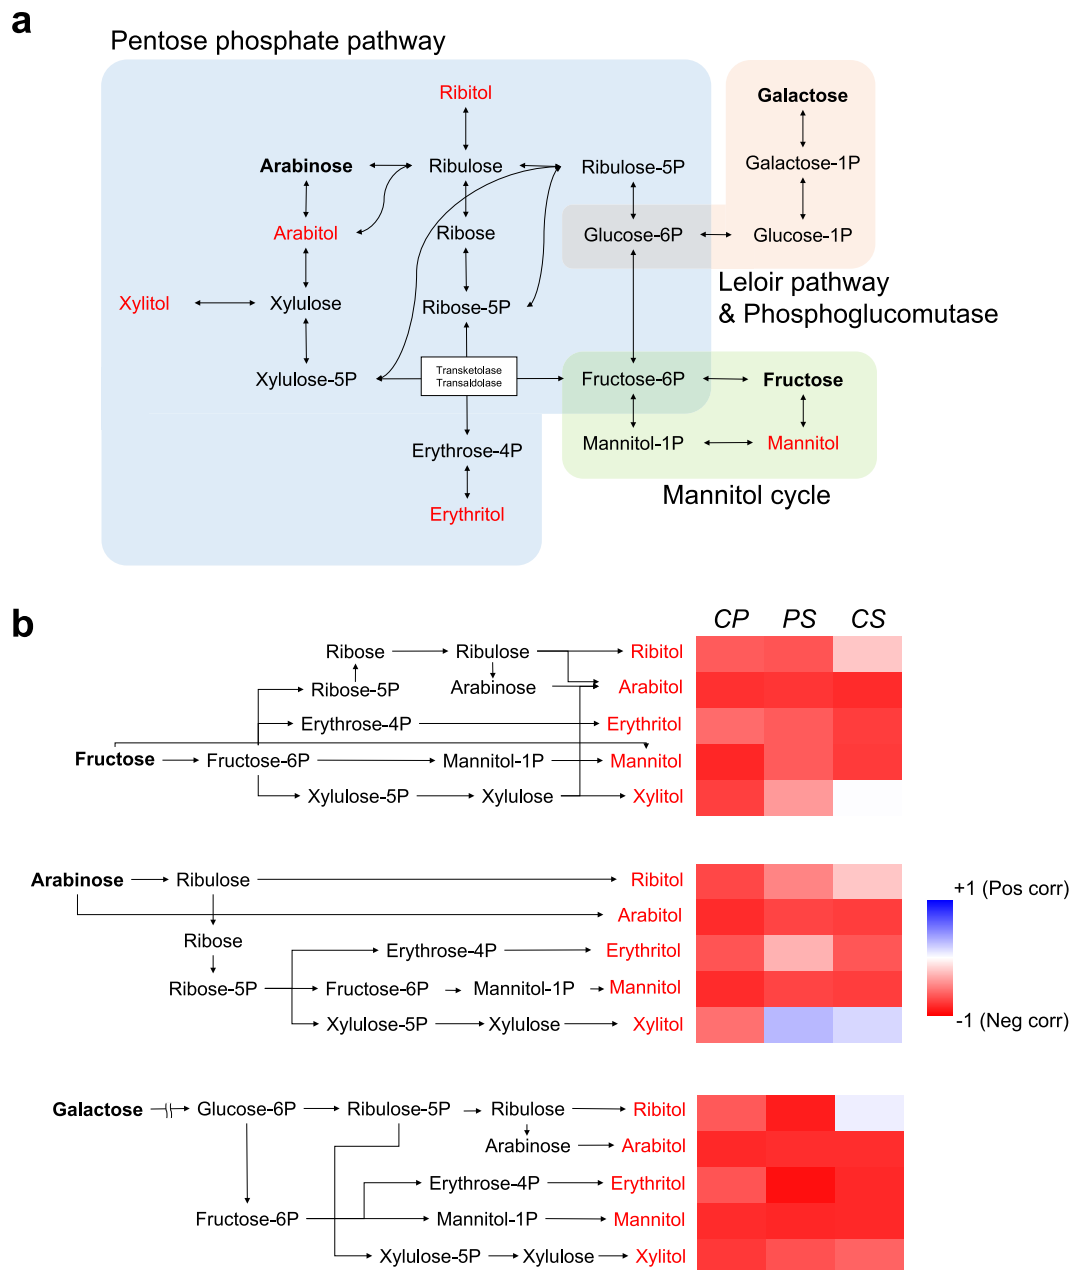 a
Pentose phosphate pathway
Ribitol
Galactose
Arabinose
Ribulose
Ribulose-5P
Galactose-1P
Arabitol
Ribose
Glucose-6P
Glucose-1P
Xylitol
Xylulose
Ribose-5P
Leloir pathway
& Phosphoglucomutase
Xylulose-5P
Transketolase
Transaldolase
Fructose-6P
Fructose
Erythrose-4P
Mannitol-1P
Mannitol
Erythritol
Mannitol cycle
b
CP PS CS
Ribose Ribulose Ribitol
Ribose-5P Arabinose Arabitol
Erythrose-4P Erythritol
Fructose Fructose-6P Mannitol-1P Mannitol
Xylulose-5P Xylulose Xylitol
Arabinose Ribulose Ribitol
Arabitol
Ribose
Erythrose-4P Erythritol
Ribose-5P Fructose-6P Mannitol-1P Mannitol
Xylulose-5P Xylulose Xylitol
+1 (Pos corr)
-1 (Neg corr)
Galactose Glucose-6P Ribulose-5P Ribulose Ribitol
Arabinose Arabitol
Erythrose-4P Erythritol
Fructose-6P Mannitol-1P Mannitol
Xylulose-5P Xylulose Xylitol